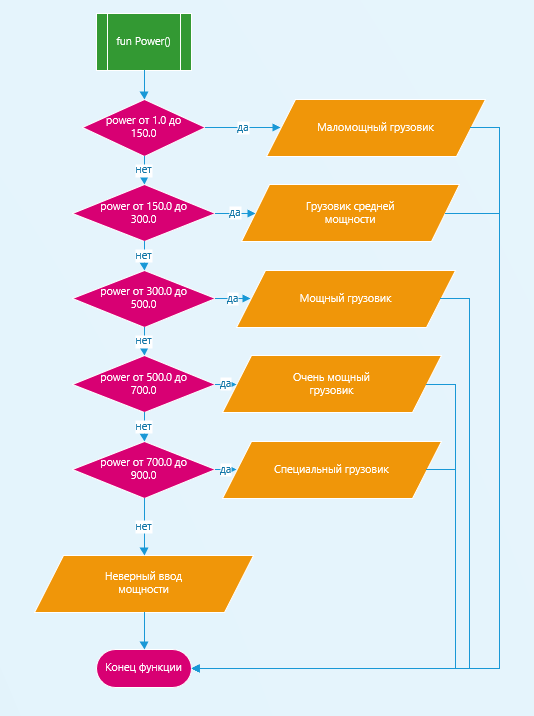 fun Power()
power от 1.0 до
150.0
да
Маломощный грузовик
нет
power от 150.0 до
300.0
да
Грузовик средней
мощности
нет
power от 300.0 до
500.0
да
Мощный грузовик
нет
power от 500.0 до
700.0
да
Очень мощный
грузовик
нет
power от 700.0 до
900.0
да
Специальный грузовик
нет
Неверный ввод
мощности
Конец функции